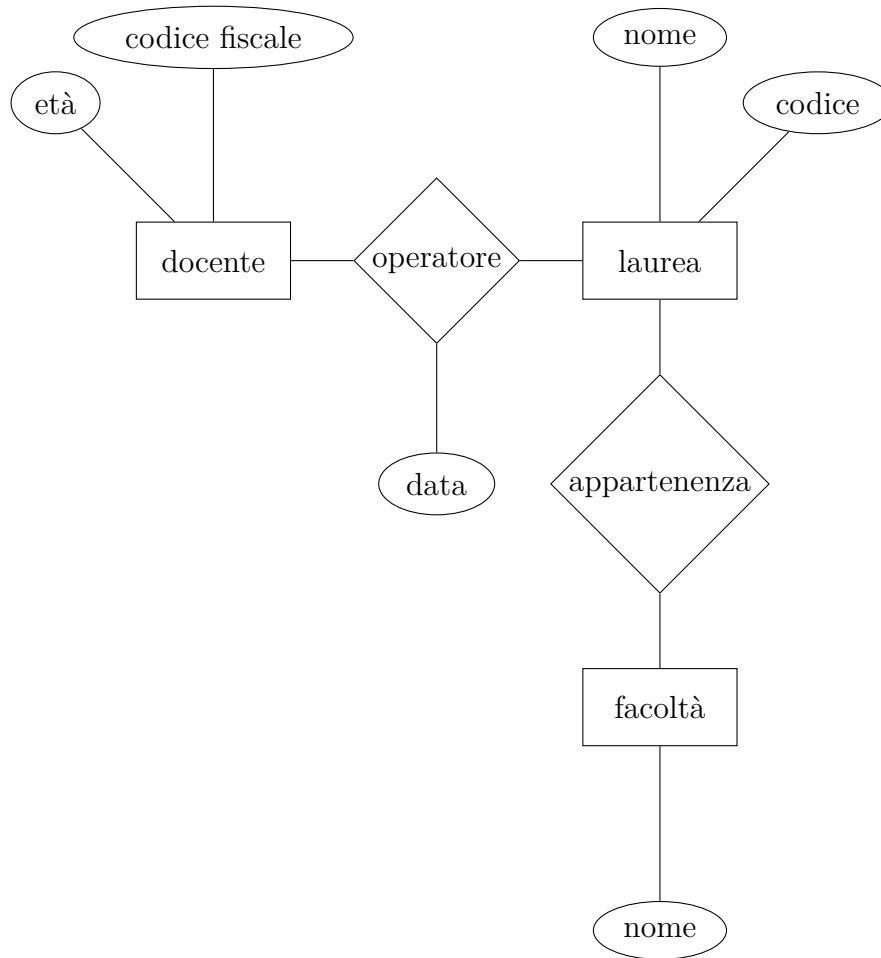 codice fiscale
nome
età
codice
docente
operatore
laurea
data
appartenenza
facoltà
nome